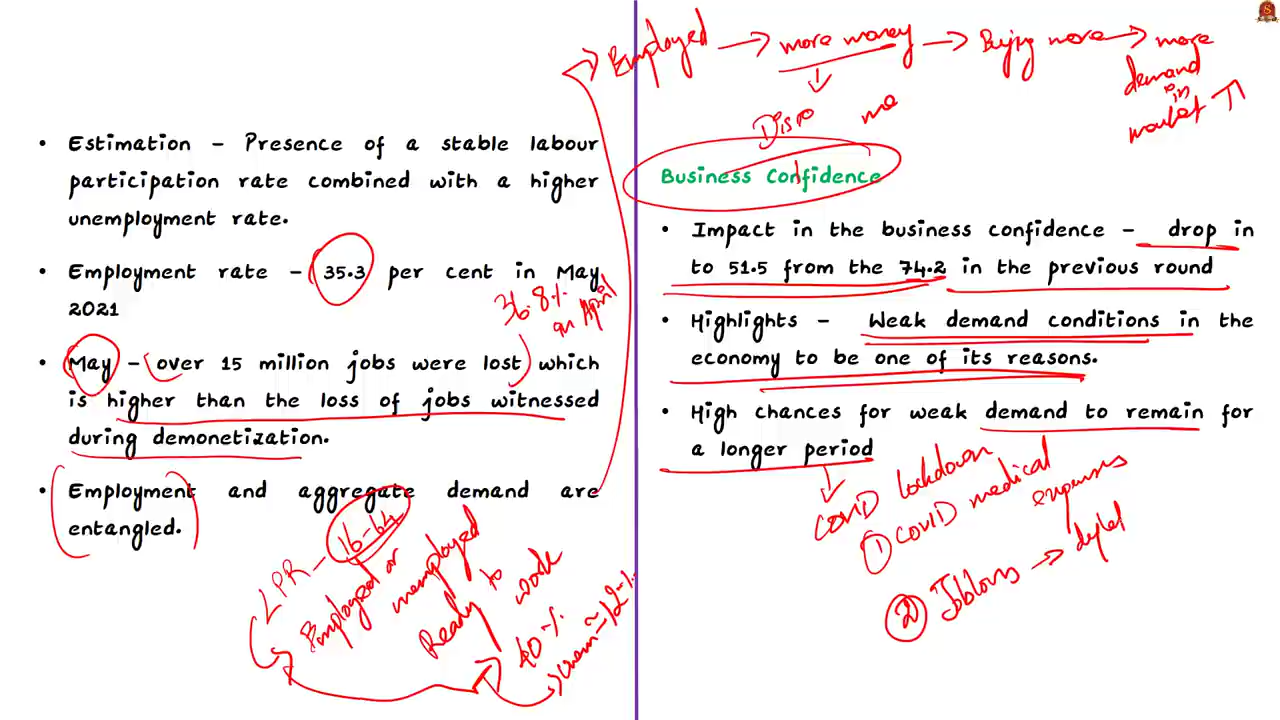 • Estimation – Presence of a stable labour
participation rate combined with a higher
unemployment rate.
• Employment rate – 35.3 per cent in May
2021
36.8%
in April
• May – over 15 million jobs were lost which
is higher than the loss of jobs witnessed
during demonetization.
• Employment and aggregate demand are
entangled.
LPR – 16-64
Employed or
unemployed
Ready to work
40%
unem = 12%
Employed → more money → Buying more → more
demand
in
market ↑
Dispo me
Business Confidence
• Impact in the business confidence – drop in
to 51.5 from the 74.2 in the previous round
• Highlights – Weak demand conditions in the
economy to be one of its reasons.
• High chances for weak demand to remain for
a longer period
COVID lockdown
① COVID medical
expenses
② Jobloss →